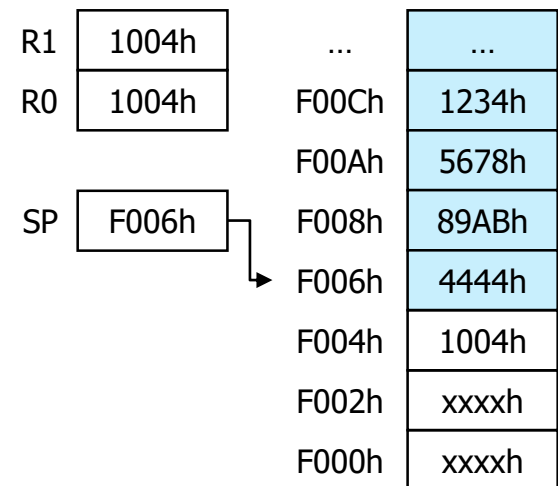 R1 1004h … …
R0 1004h F00Ch 1234h
F00Ah 5678h
SP F006h F008h 89ABh
F006h 4444h
F004h 1004h
F002h xxxxh
F000h xxxxh